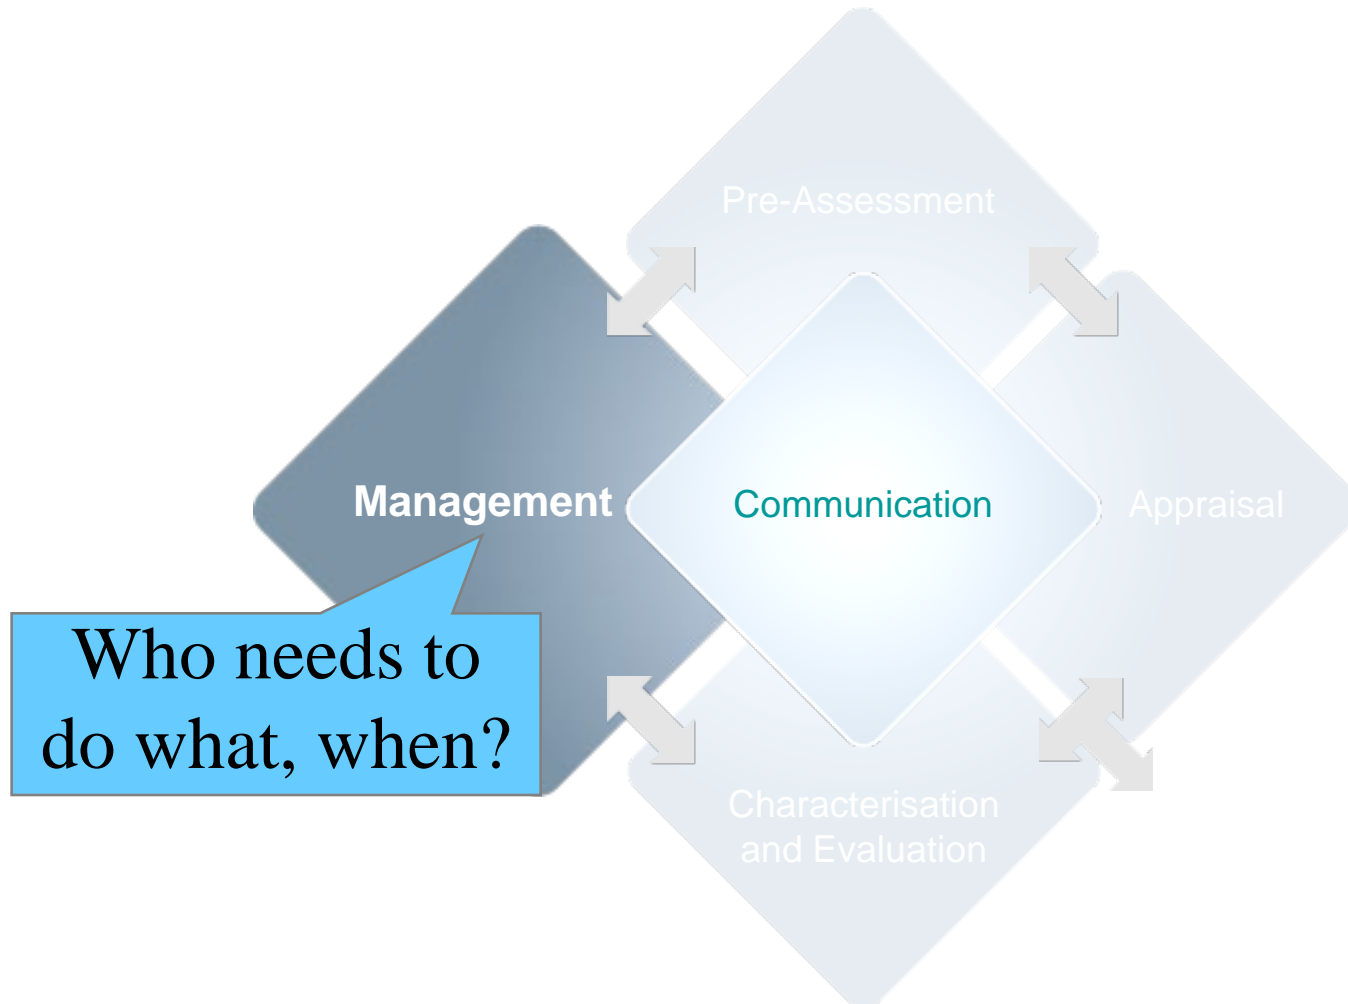 Pre-Assessment
Management
Communication
Appraisal
Who needs to
do what, when?
Characterisation
and Evaluation